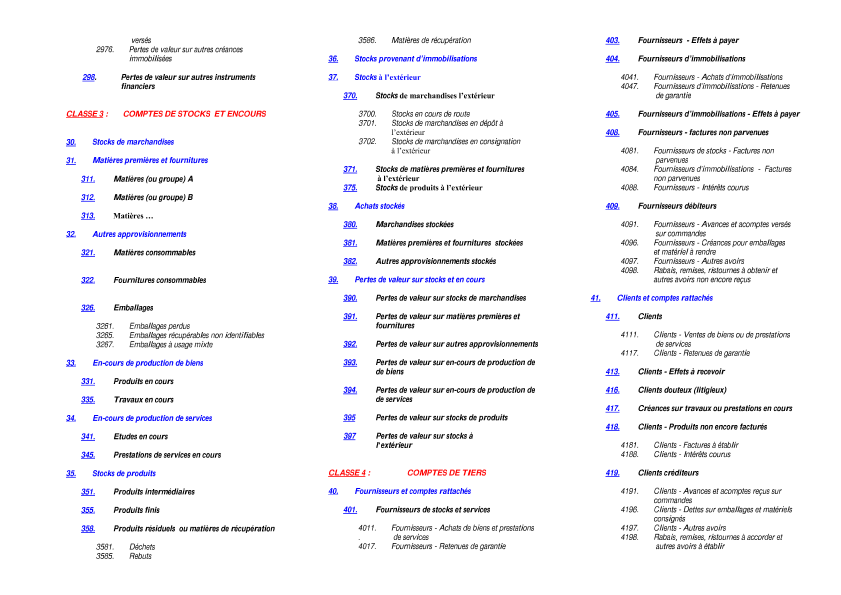 versés
2976. Pertes de valeur sur autres créances
immobilisées
298. Pertes de valeur sur autres instruments
financiers
CLASSE 3 : COMPTES DE STOCKS ET ENCOURS
30. Stocks de marchandises
31. Matières premières et fournitures
311. Matières (ou groupe) A
312. Matières (ou groupe) B
313. Matières …
32. Autres approvisionnements
321. Matières consommables
322. Fournitures consommables
326. Emballages
3261. Emballages perdus
3265. Emballages récupérables non identifiables
3267. Emballages à usage mixte
33. En-cours de production de biens
331. Produits en cours
335. Travaux en cours
34. En-cours de production de services
341. Etudes en cours
345. Prestations de services en cours
35. Stocks de produits
351. Produits intermédiaires
355. Produits finis
358. Produits résiduels ou matières de récupération
3581. Déchets
3585. Rebuts
3586. Matières de récupération
36. Stocks provenant d'immobilisations
37. Stocks à l'extérieur
370. Stocks de marchandises l'extérieur
3700. Stocks en cours de route
3701. Stocks de marchandises en dépôt à
l'extérieur
3702. Stocks de marchandises en consignation
à l'extérieur
371. Stocks de matières premières et fournitures
à l'extérieur
375. Stocks de produits à l'extérieur
38. Achats stockés
380. Marchandises stockées
381. Matières premières et fournitures stockées
382. Autres approvisionnements stockés
39. Pertes de valeur sur stocks et en cours
390. Pertes de valeur sur stocks de marchandises
391. Pertes de valeur sur matières premières et
fournitures
392. Pertes de valeur sur autres approvisionnements
393. Pertes de valeur sur en-cours de production de
de biens
394. Pertes de valeur sur en-cours de production de
de services
395 Pertes de valeur sur stocks de produits
397 Pertes de valeur sur stocks à
l'extérieur
CLASSE 4 : COMPTES DE TIERS
40. Fournisseurs et comptes rattachés
401. Fournisseurs de stocks et services
4011. Fournisseurs - Achats de biens et prestations
. de services
4017. Fournisseurs - Retenues de garantie
403. Fournisseurs - Effets à payer
404. Fournisseurs d'immobilisations
4041. Fournisseurs - Achats d'immobilisations
4047. Fournisseurs d'immobilisations - Retenues
de garantie
405. Fournisseurs d'immobilisations - Effets à payer
408. Fournisseurs - factures non parvenues
4081. Fournisseurs de stocks - Factures non
parvenues
4084. Fournisseurs d'immobilisations - Factures
non parvenues
4088. Fournisseurs - Intérêts courus
409. Fournisseurs débiteurs
4091. Fournisseurs - Avances et acomptes versés
sur commandes
4096. Fournisseurs - Créances pour emballages
et matériel à rendre
4097. Fournisseurs - Autres avoirs
4098. Rabais, remises, ristournes à obtenir et
autres avoirs non encore reçus
41. Clients et comptes rattachés
411. Clients
4111. Clients - Ventes de biens ou de prestations
de services
4117. Clients - Retenues de garantie
413. Clients - Effets à recevoir
416. Clients douteux (litigieux)
417. Créances sur travaux ou prestations en cours
418. Clients - Produits non encore facturés
4181. Clients - Factures à établir
4188. Clients - Intérêts courus
419. Clients créditeurs
4191. Clients - Avances et acomptes reçus sur
commandes
4196. Clients - Dettes sur emballages et matériels
consignés
4197. Clients - Autres avoirs
4198. Rabais, remises, ristournes à accorder et
autres avoirs à établir